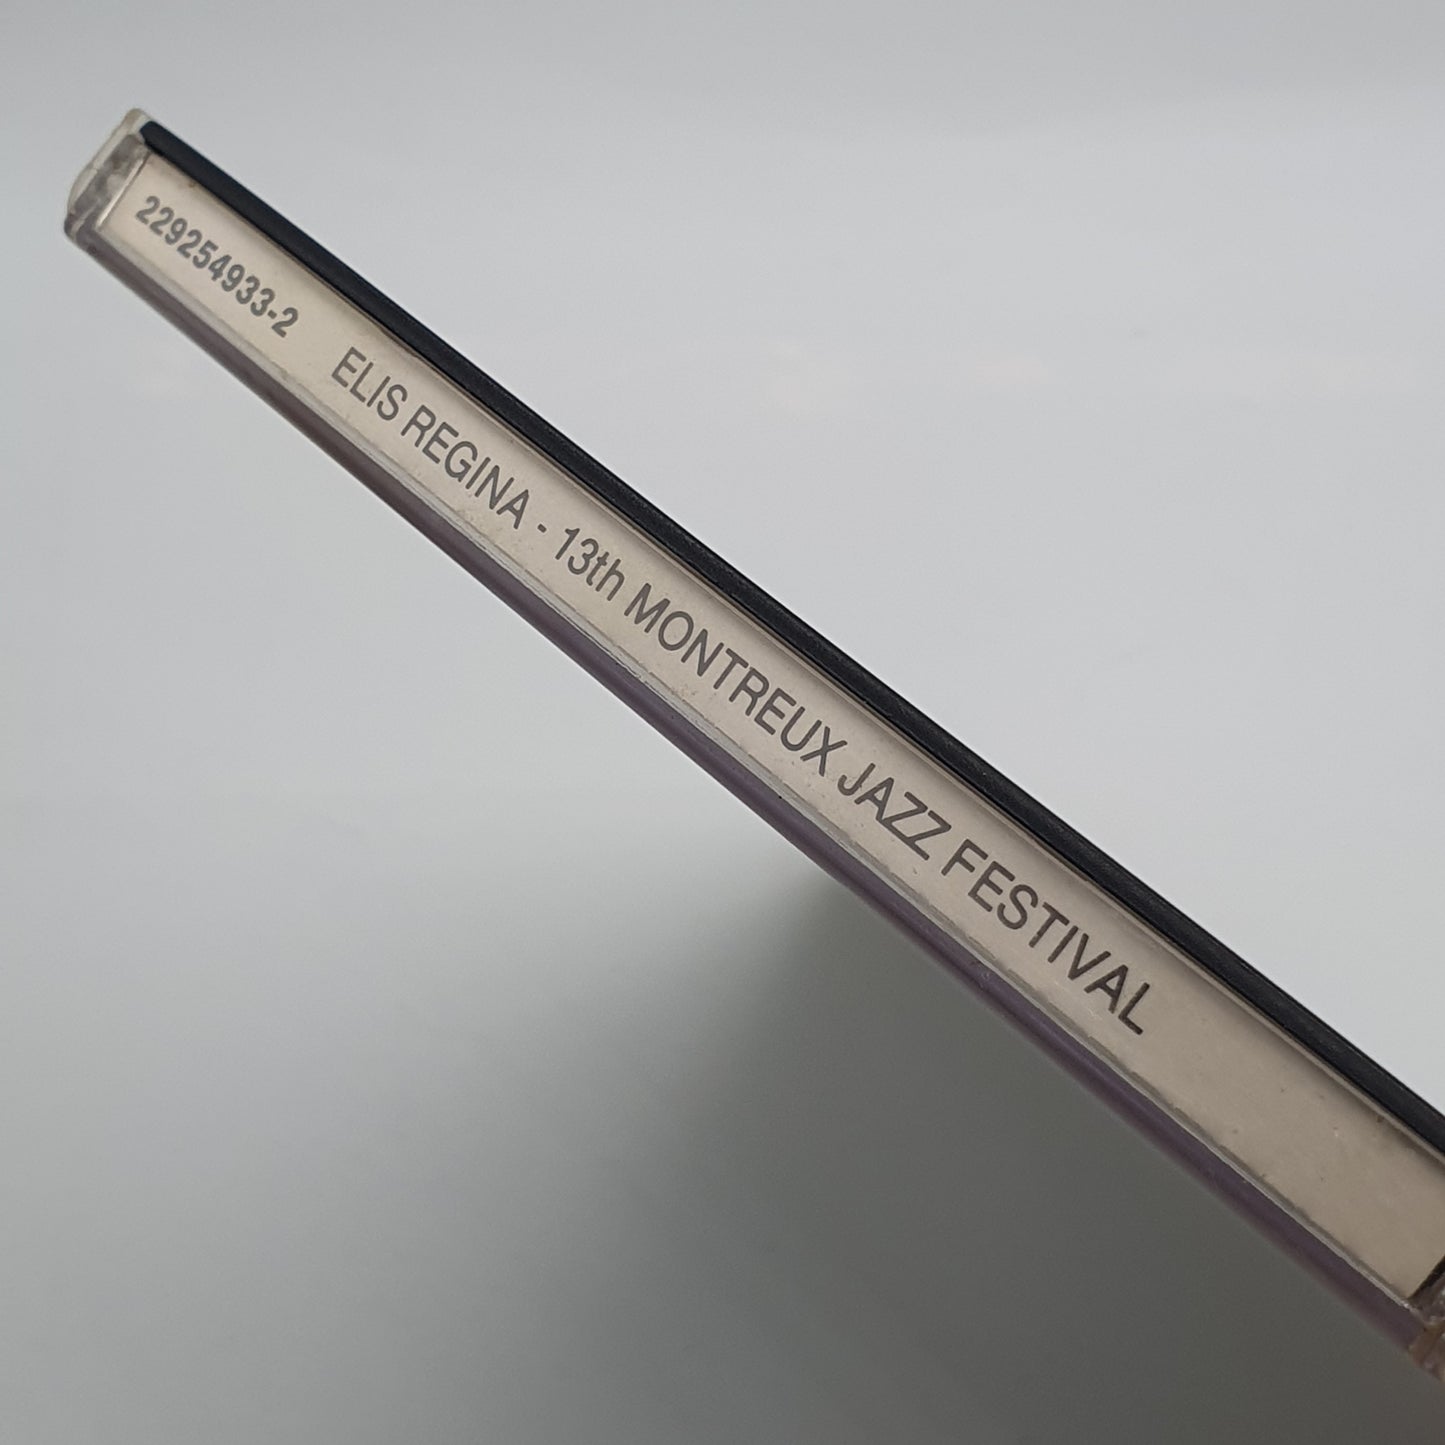 229254933-2 ELIS REGINA - 13th MONTREUX JAZZ FESTIVAL